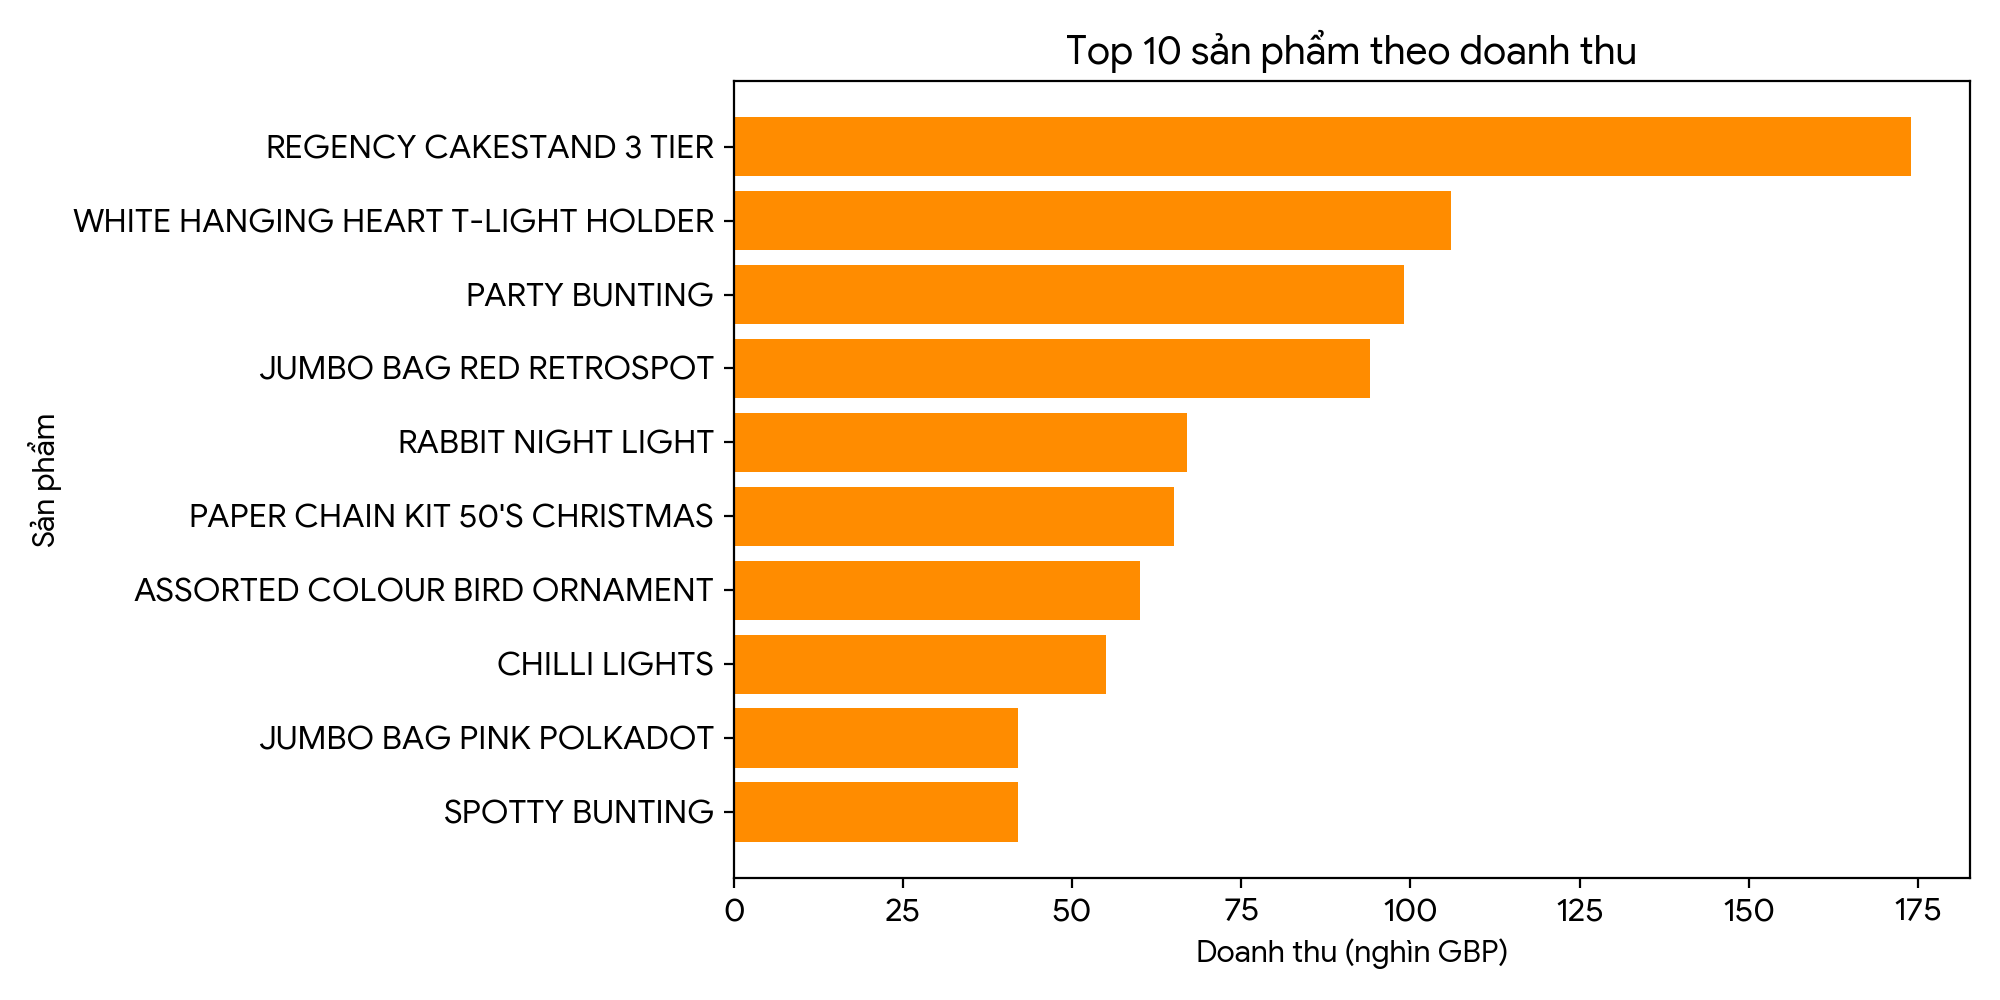 Top 10 sản phẩm theo doanh thu
Sản phẩm
REGENCY CAKESTAND 3 TIER
WHITE HANGING HEART T-LIGHT HOLDER
PARTY BUNTING
JUMBO BAG RED RETROSPOT
RABBIT NIGHT LIGHT
PAPER CHAIN KIT 50'S CHRISTMAS
ASSORTED COLOUR BIRD ORNAMENT
CHILLI LIGHTS
JUMBO BAG PINK POLKADOT
SPOTTY BUNTING
0 25 50 75 100 125 150 175
Doanh thu (nghìn GBP)